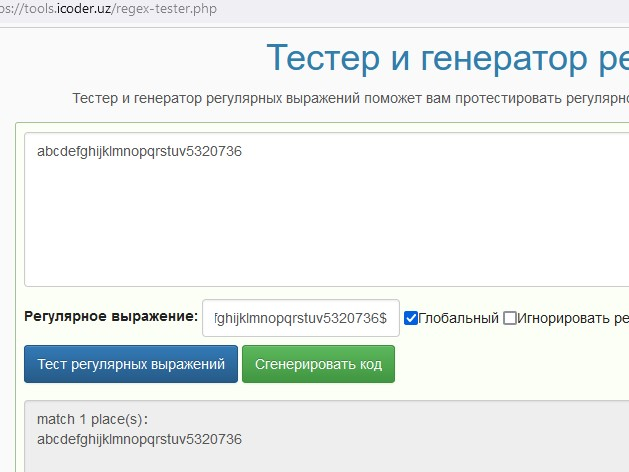 ps://tools.icoder.uz/regex-tester.php
Тестер и генератор ре
Тестер и генератор регулярных выражений поможет вам протестировать регулярно
abcdefghijklmnopqrstuv5320736
Регулярное выражение: fghijklmnopqrstuv5320736$ Глобальный Игнорировать ре
Тест регулярных выражений Сгенерировать код
match 1 place(s):
abcdefghijklmnopqrstuv5320736